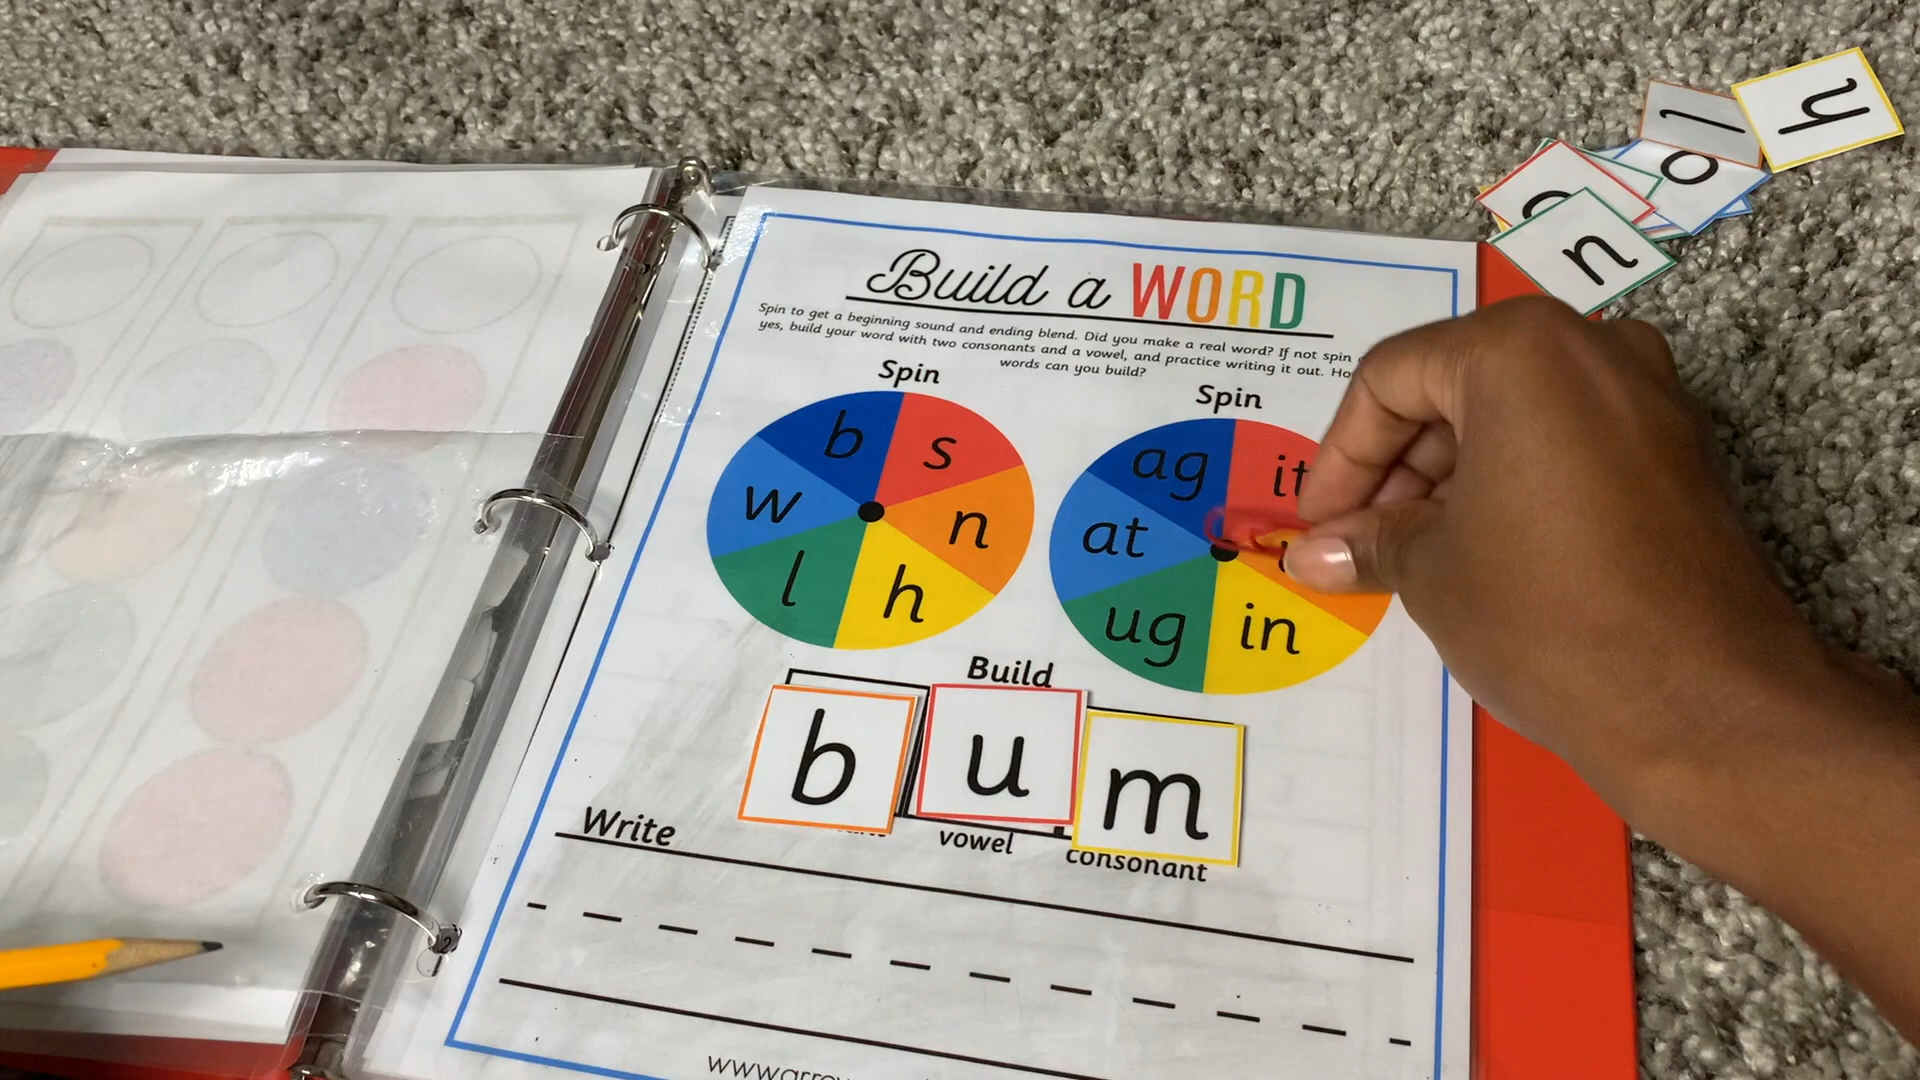 Build a WORD
Spin to get a beginning sound and ending blend. Did you make a real word? If not spin
yes, build your word with two consonants and a vowel, and practice writing it out.
words can you build?
Spin
Spin
b s
w n
l h
ag it
at
ug in
Build
b u m
vowel
consonant
Write
h
l
o
n
2